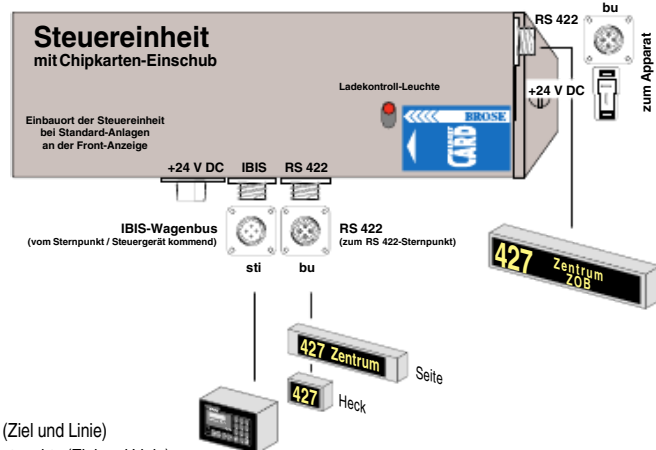 bu
RS 422
zum Apparat
+24 V DC
Steuereinheit
mit Chipkarten-Einschub
Ladekontroll-Leuchte
Einbauort der Steuereinheit
bei Standard-Anlagen
an der Front-Anzeige
BROSE
CARD
+24 V DC
IBIS
RS 422
IBIS-Wagenbus
(vom Sternpunkt / Steuergerät kommend)
RS 422
(zum RS 422-Sternpunkt)
sti
bu
427 Zentrum
ZOB
427 Zentrum
Seite
427
Heck
(Ziel und Linie)